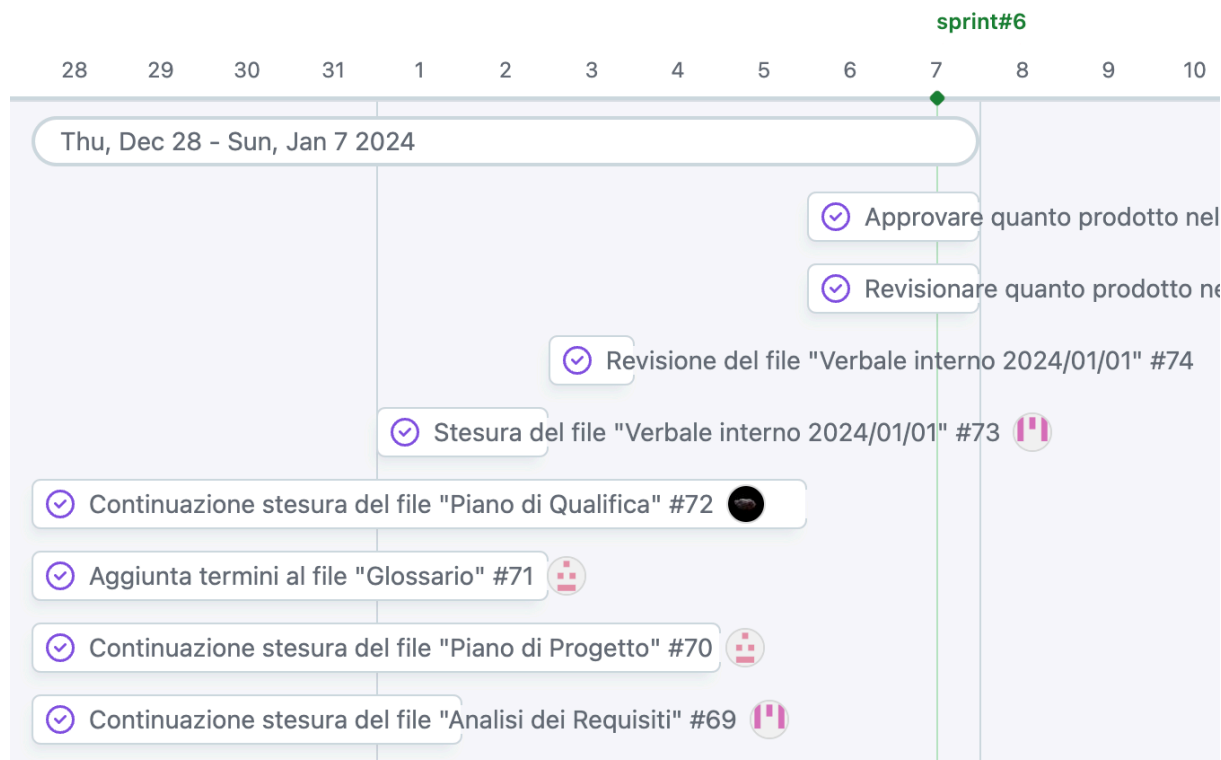 sprint#6
28 29 30 31 1 2 3 4 5 6 7 8 9 10
Thu, Dec 28 - Sun, Jan 7 2024
Approvare quanto prodotto nel
Revisionare quanto prodotto ne
Revisione del file "Verbale interno 2024/01/01" #74
Stesura del file "Verbale interno 2024/01/01" #73
Continuazione stesura del file "Piano di Qualifica" #72
Aggiunta termini al file "Glossario" #71
Continuazione stesura del file "Piano di Progetto" #70
Continuazione stesura del file "Analisi dei Requisiti" #69